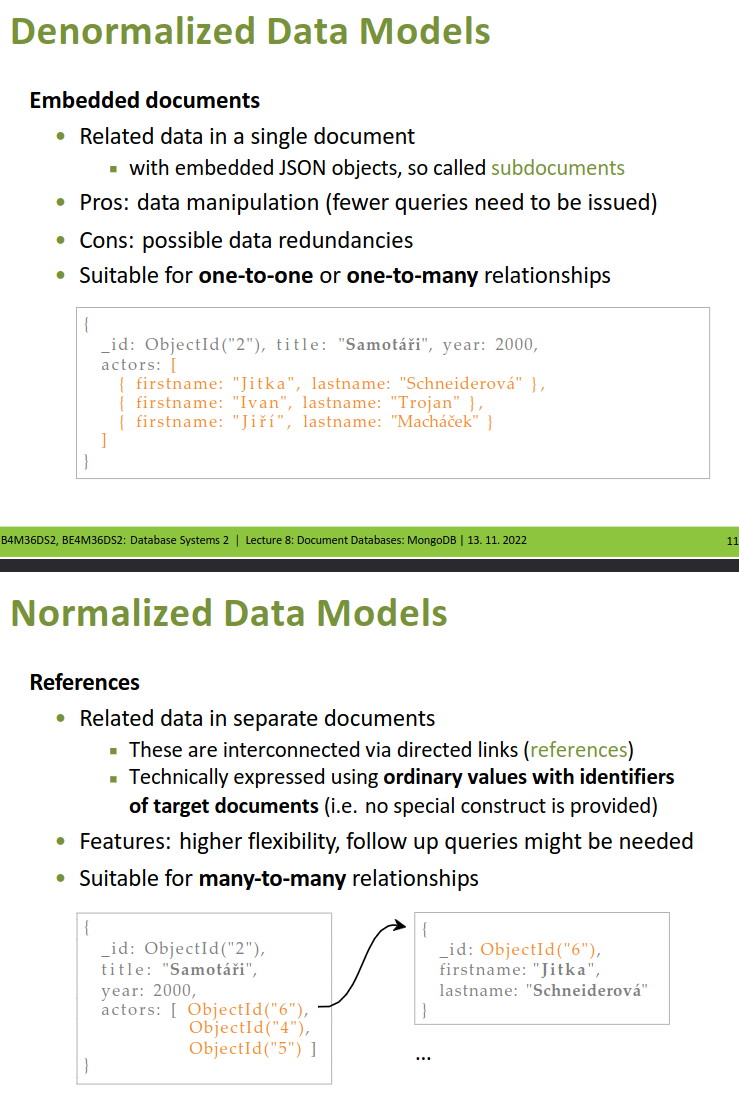 Denormalized Data Models
Embedded documents
• Related data in a single document
▪ with embedded JSON objects, so called subdocuments
• Pros: data manipulation (fewer queries need to be issued)
• Cons: possible data redundancies
• Suitable for one-to-one or one-to-many relationships
{
_id: ObjectId("2"), title: "Samotáři", year: 2000,
actors: [
{ firstname: "Jitka", lastname: "Schneiderová" },
{ firstname: "Ivan", lastname: "Trojan" },
{ firstname: "Jiří", lastname: "Macháček" }
]
}
B4M36DS2, BE4M36DS2: Database Systems 2 | Lecture 8: Document Databases: MongoDB | 13. 11. 2022 11
Normalized Data Models
References
• Related data in separate documents
▪ These are interconnected via directed links (references)
▪ Technically expressed using ordinary values with identifiers
of target documents (i.e. no special construct is provided)
• Features: higher flexibility, follow up queries might be needed
• Suitable for many-to-many relationships
{
_id: ObjectId("2"),
title: "Samotáři",
year: 2000,
actors: [ ObjectId("6"),
ObjectId("4"),
ObjectId("5") ]
}
{
_id: ObjectId("6"),
firstname: "Jitka",
lastname: "Schneiderová"
}
...